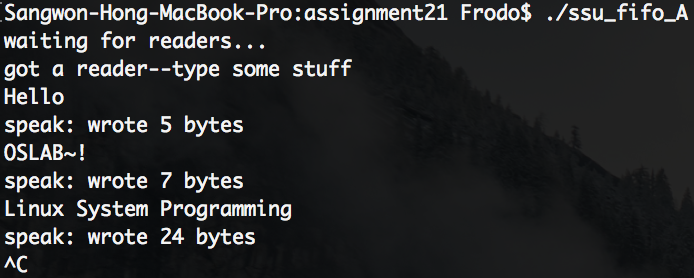 Sangwon-Hong-MacBook-Pro:assignment21 Frodo$ ./ssu_fifo_A
waiting for readers...
got a reader--type some stuff
Hello
speak: wrote 5 bytes
OSLAB~!
speak: wrote 7 bytes
Linux System Programming
speak: wrote 24 bytes
^C